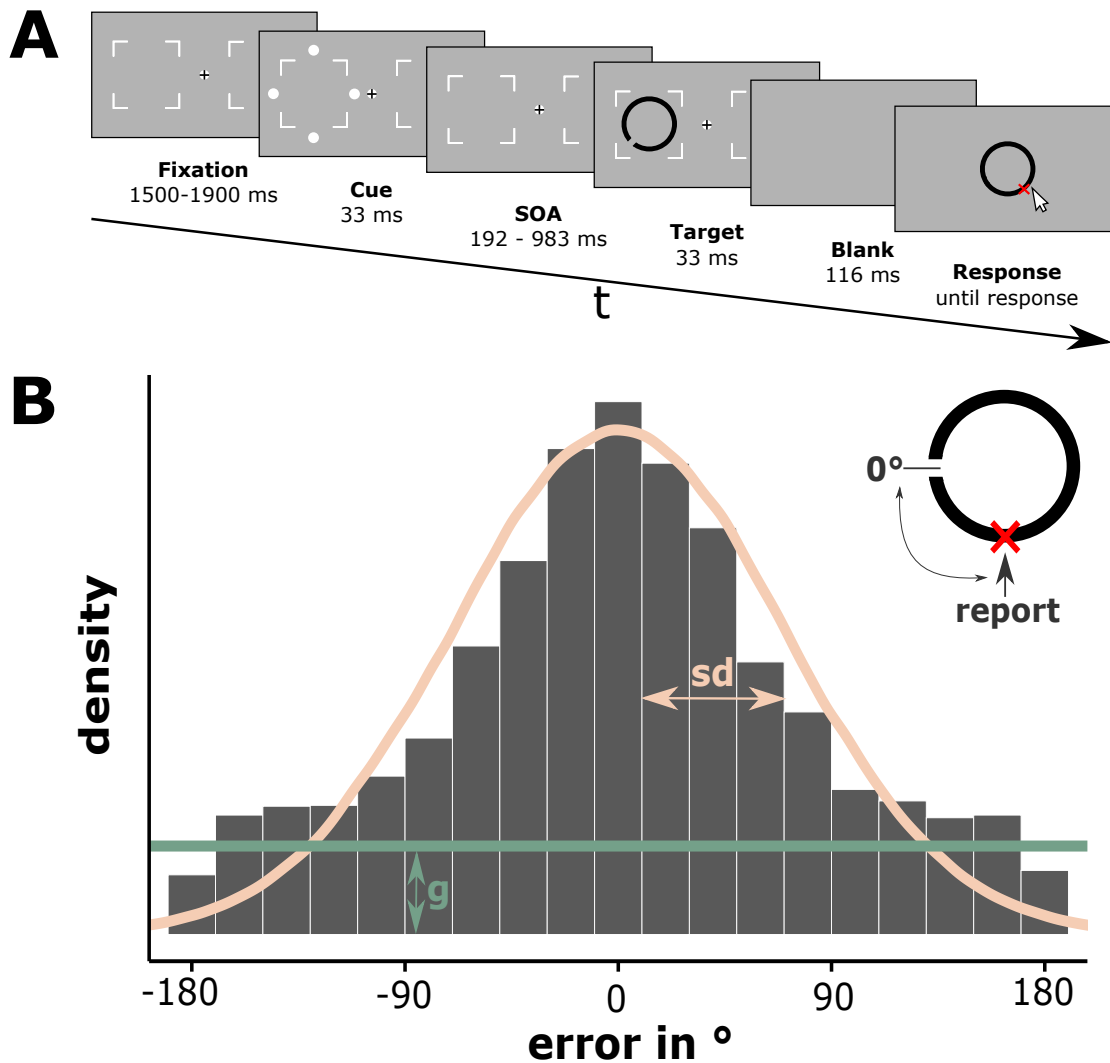 A
Fixation
1500-1900 ms
Cue
33 ms
SOA
192 - 983 ms
Target
33 ms
Blank
116 ms
Response
until response
t
B
0°
report
sd
g
density
-180
-90
0
90
180
error in °